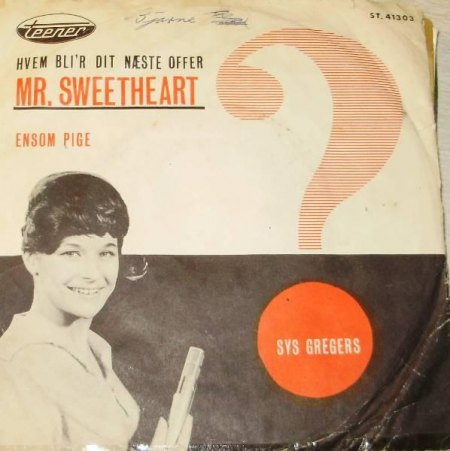 Teener
ST. 41303
HVEM BLI'R DIT NÆSTE OFFER
MR. SWEETHEART
ENSOM PIGE
?
SYS GREGERS